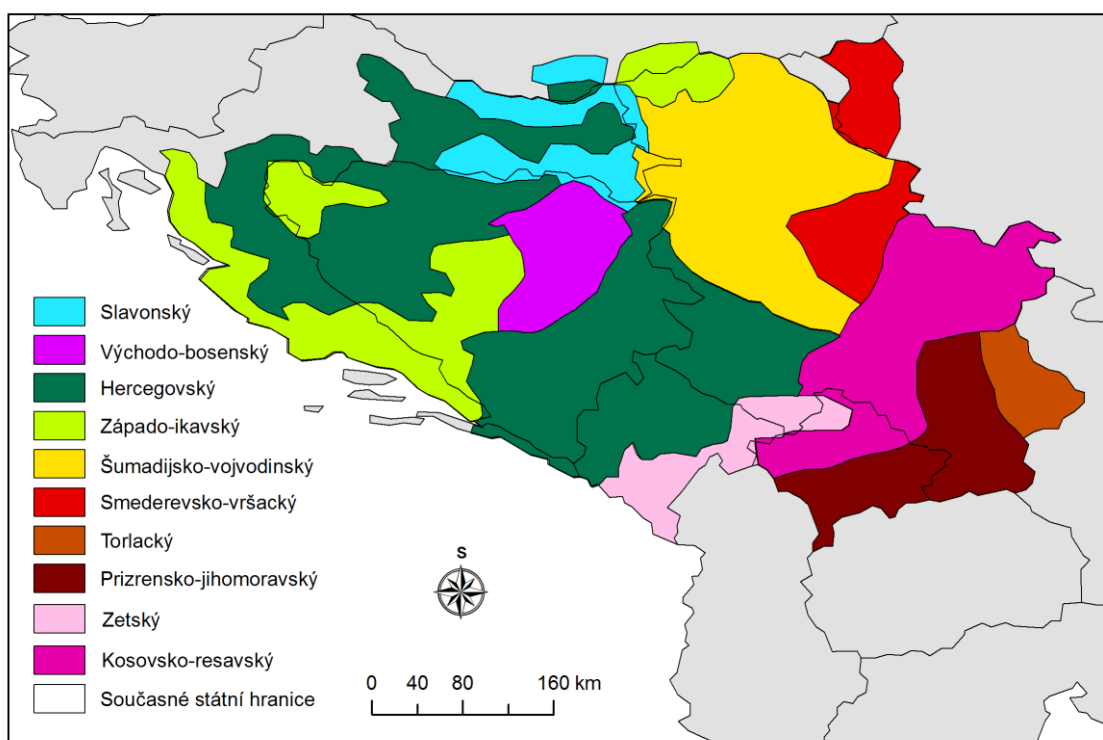 Slavonský
Východo-bosenský
Hercegovský
Západo-ikavský
Šumadijsko-vojvodinský
Smederevsko-vršacký
Torlacký
Prizrensko-jihomoravský
Zetský
Kosovsko-resavský
Současné státní hranice
S
0 40 80 160 km